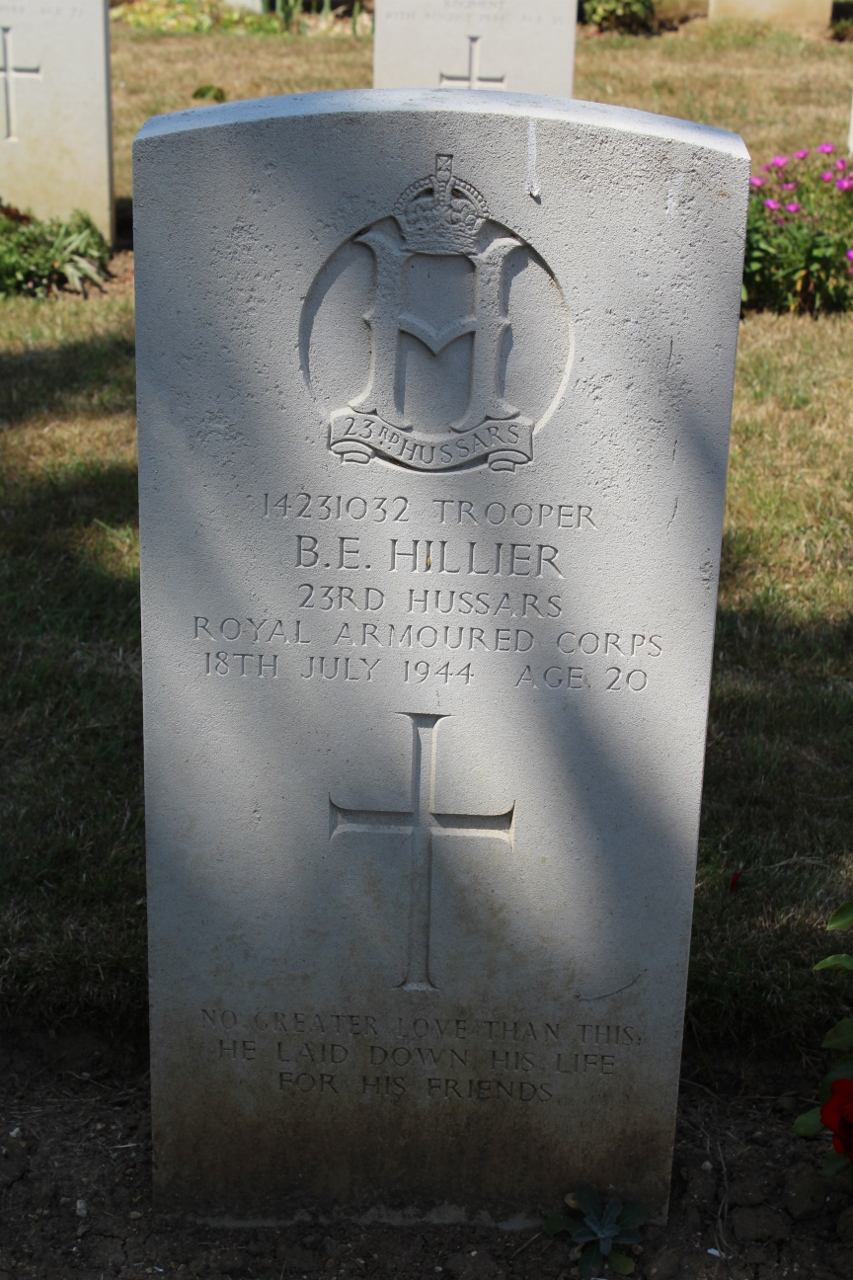 23RD HUSSARS
14231032 TROOPER
B.E. HILLIER
23RD HUSSARS
ROYAL ARMOURED CORPS
18TH JULY 1944 AGE 20
NO GREATER LOVE THAN THIS,
HE LAID DOWN HIS LIFE
FOR HIS FRIENDS